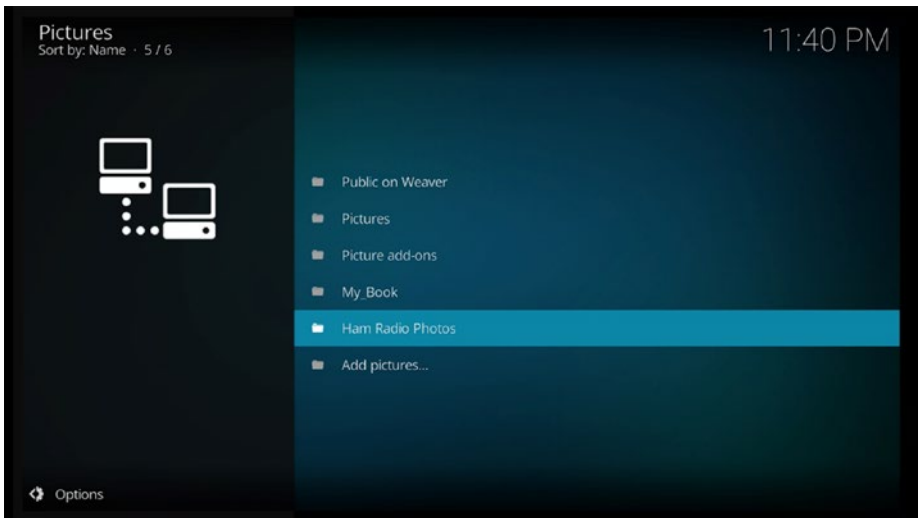 Pictures
Sort by: Name · 5 / 6
11:40 PM
Public on Weaver
Pictures
Picture add-ons
My_Book
Ham Radio Photos
Add pictures...
Options